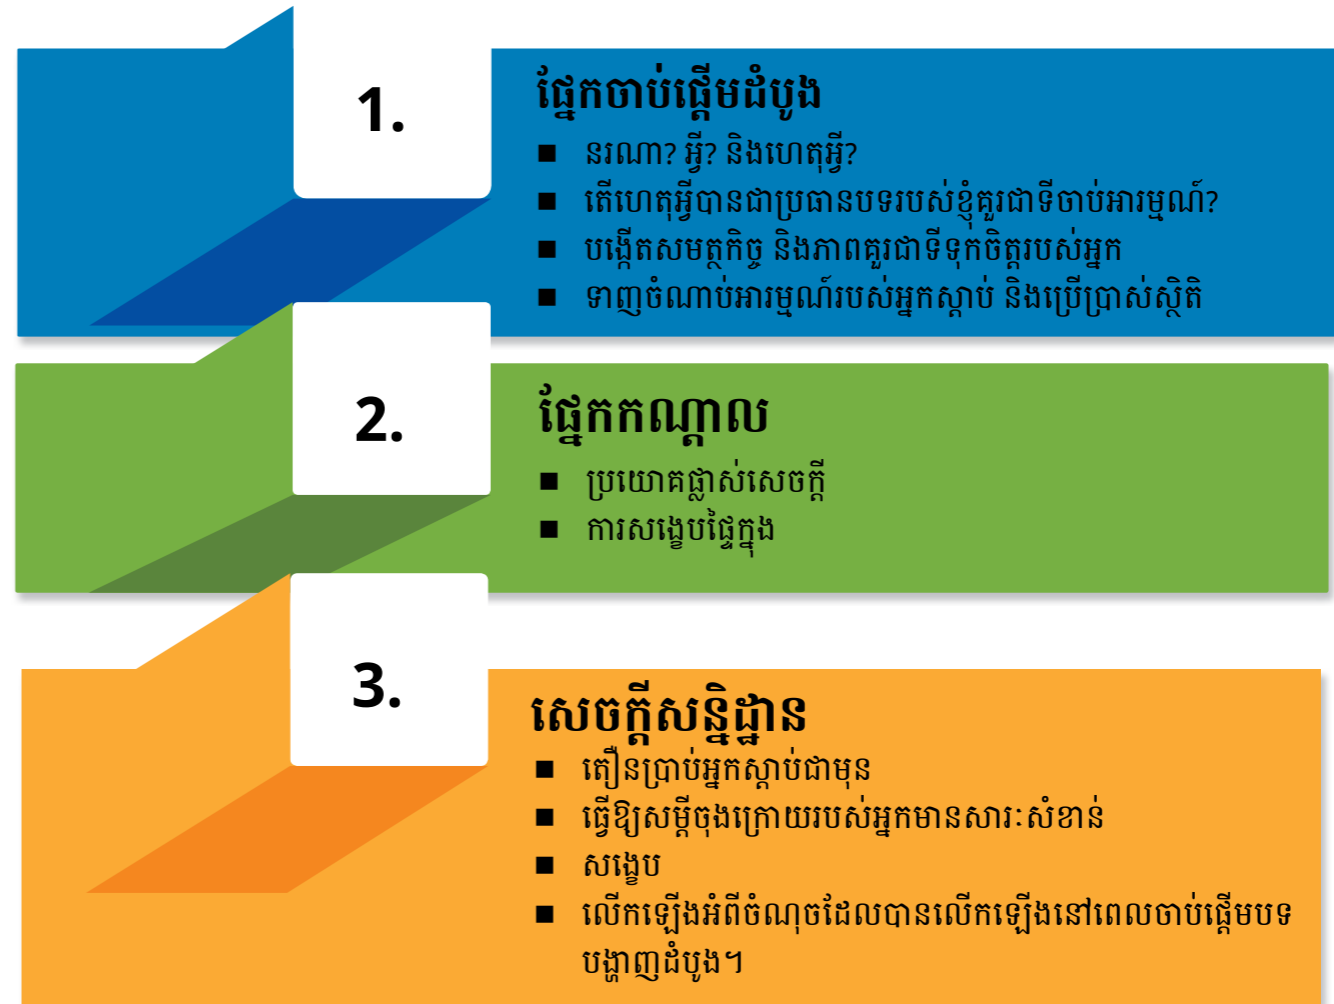 1.
ផ្នែកចាប់ផ្ដើមដំបូង
■ នរណា? អ្វី? និងហេតុអ្វី?
■ តើហេតុអ្វីបានជាប្រធានបទរបស់ខ្ញុំគួរជាទីចាប់អារម្មណ៍?
■ បង្កើតសមត្ថកិច្ច និងភាពគួរជាទីទុកចិត្តរបស់អ្នក
■ ទាញចំណាប់អារម្មណ៍របស់អ្នកស្ដាប់ និងប្រើប្រាស់ស្ថិតិ
2.
ផ្នែកកណ្ដាល
■ ប្រយោគផ្លាស់សេចក្ដី
■ ការសង្ខេបផ្ទៃក្នុង
3.
សេចក្ដីសន្និដ្ឋាន
■ តឿនប្រាប់អ្នកស្ដាប់ជាមុន
■ ធ្វើឱ្យសម្ដីចុងក្រោយរបស់អ្នកមានសារៈសំខាន់
■ សង្ខេប
■ លើកឡើងអំពីចំណុចដែលបានលើកឡើងនៅពេលចាប់ផ្ដើមបទ
បង្ហាញដំបូង។